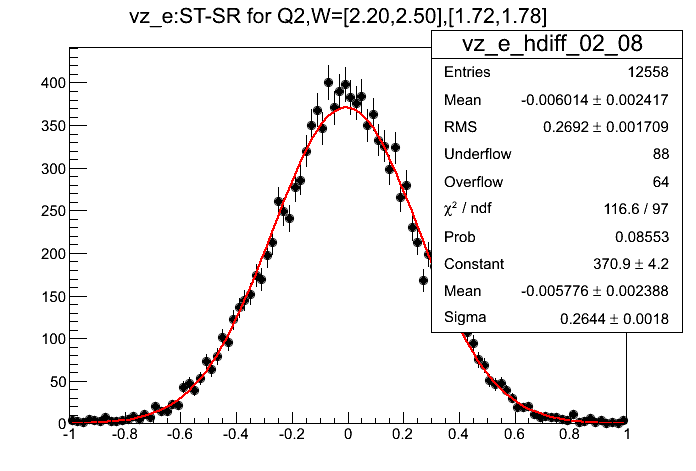 vz_e:ST-SR for Q2,W=[2.20,2.50],[1.72,1.78]
vz_e_hdiff_02_08
Entries 12558
Mean -0.006014 ± 0.002417
RMS 0.2692 ± 0.001709
Underflow 88
Overflow 64
χ² / ndf 116.6 / 97
Prob 0.08553
Constant 370.9 ± 4.2
Mean -0.005776 ± 0.002388
Sigma 0.2644 ± 0.0018
400
350
300
250
200
150
100
50
0
-1 -0.8 -0.6 -0.4 -0.2 0 0.2 0.4 0.6 0.8 1